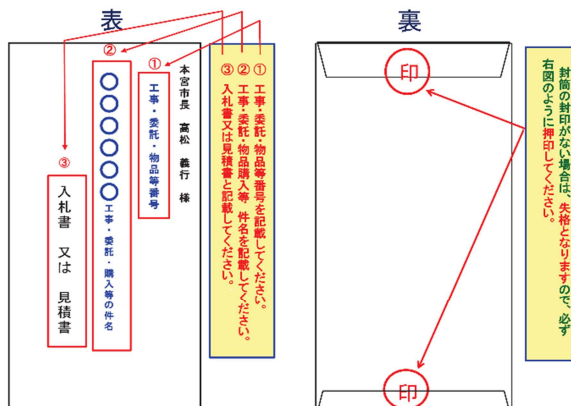 表
本宮市長　高松　義行　様
①
工事・委託・物品等番号
②
○○○○○○工事・委託・購入等の件名
③
入札書　又は　見積書
①　工事・委託・物品等番号を記載してください。
②　工事・委託・物品購入等　件名を記載してください。
③　入札書又は見積書と記載してください。
裏
印
印
封筒の封印がない場合は、失格となりますので、必ず
右図のように押印してください。